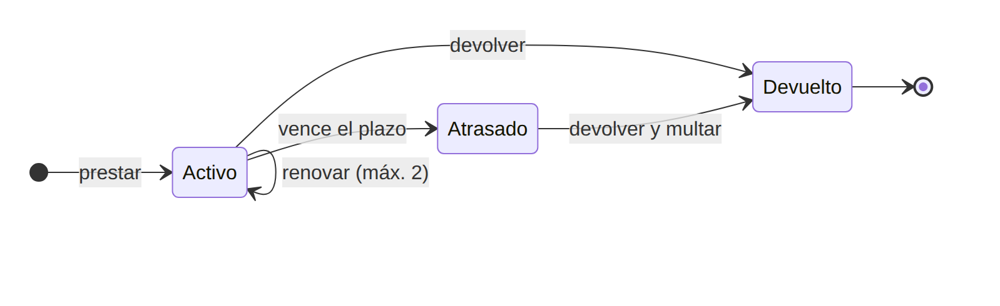 devolver
Devuelto
vence el plazo
Atrasado
devolver y multar
prestar
Activo
renovar (máx. 2)